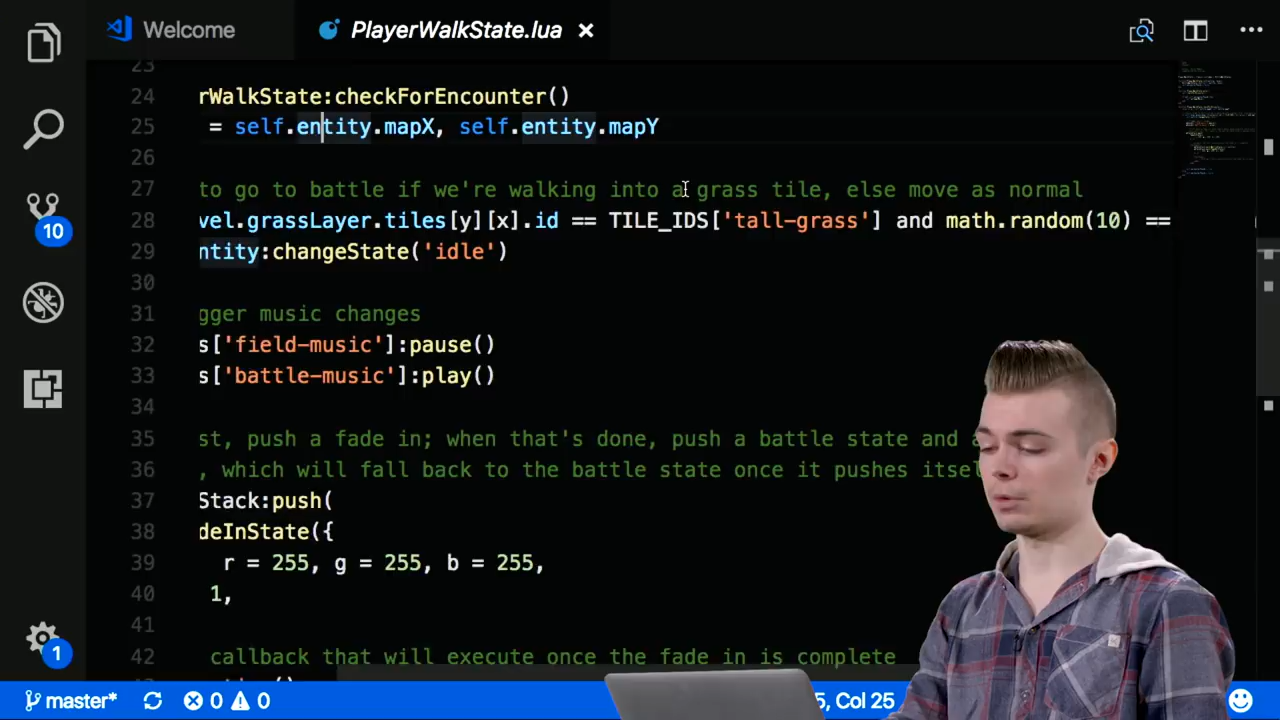 Welcome
PlayerWalkState.lua
23
24 rWalkState:checkForEncounter()
25 = self.entity.mapX, self.entity.mapY
26
27 to go to battle if we're walking into a grass tile, else move as normal
28 vel.grassLayer.tiles[y][x].id == TILE_IDS['tall-grass'] and math.random(10) ==
29 ntity:changeState('idle')
30
31 gger music changes
32 s['field-music']:pause()
33 s['battle-music']:play()
34
35 st, push a fade in; when that's done, push a battle state and a
36 , which will fall back to the battle state once it pushes itsel
37 Stack:push(
38 deInState({
39 r = 255, g = 255, b = 255,
40 1,
41
42 callback that will execute once the fade in is complete
10
1
master* 0 0 5, Col 25